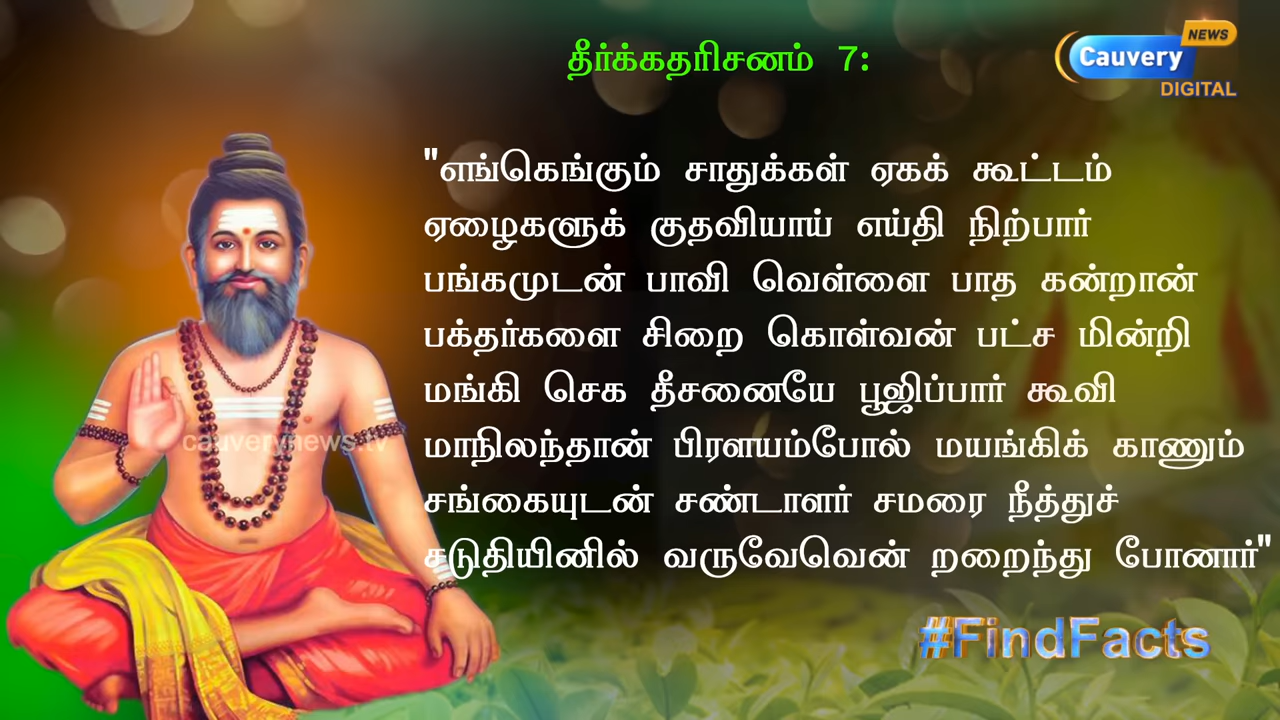 தீர்க்கதரிசனம் 7:
Cauvery NEWS
DIGITAL
"எங்கெங்கும் சாதுக்கள் ஏகக் கூட்டம்
ஏழைகளுக் குதவியாய் எய்தி நிற்பார்
பங்கமுடன் பாவி வெள்ளை பாத கன்றான்
பக்தர்களை சிறை கொள்வன் பட்ச மின்றி
மங்கி செக தீசனையே பூஜிப்பார் கூவி
மாநிலந்தான் பிரளயம்போல் மயங்கிக் காணும்
சங்கையுடன் சண்டாளர் சமரை நீத்துச்
சடுதியினில் வருவேவென் றறைந்து போனார்"
cauverynews.tv
#FindFacts